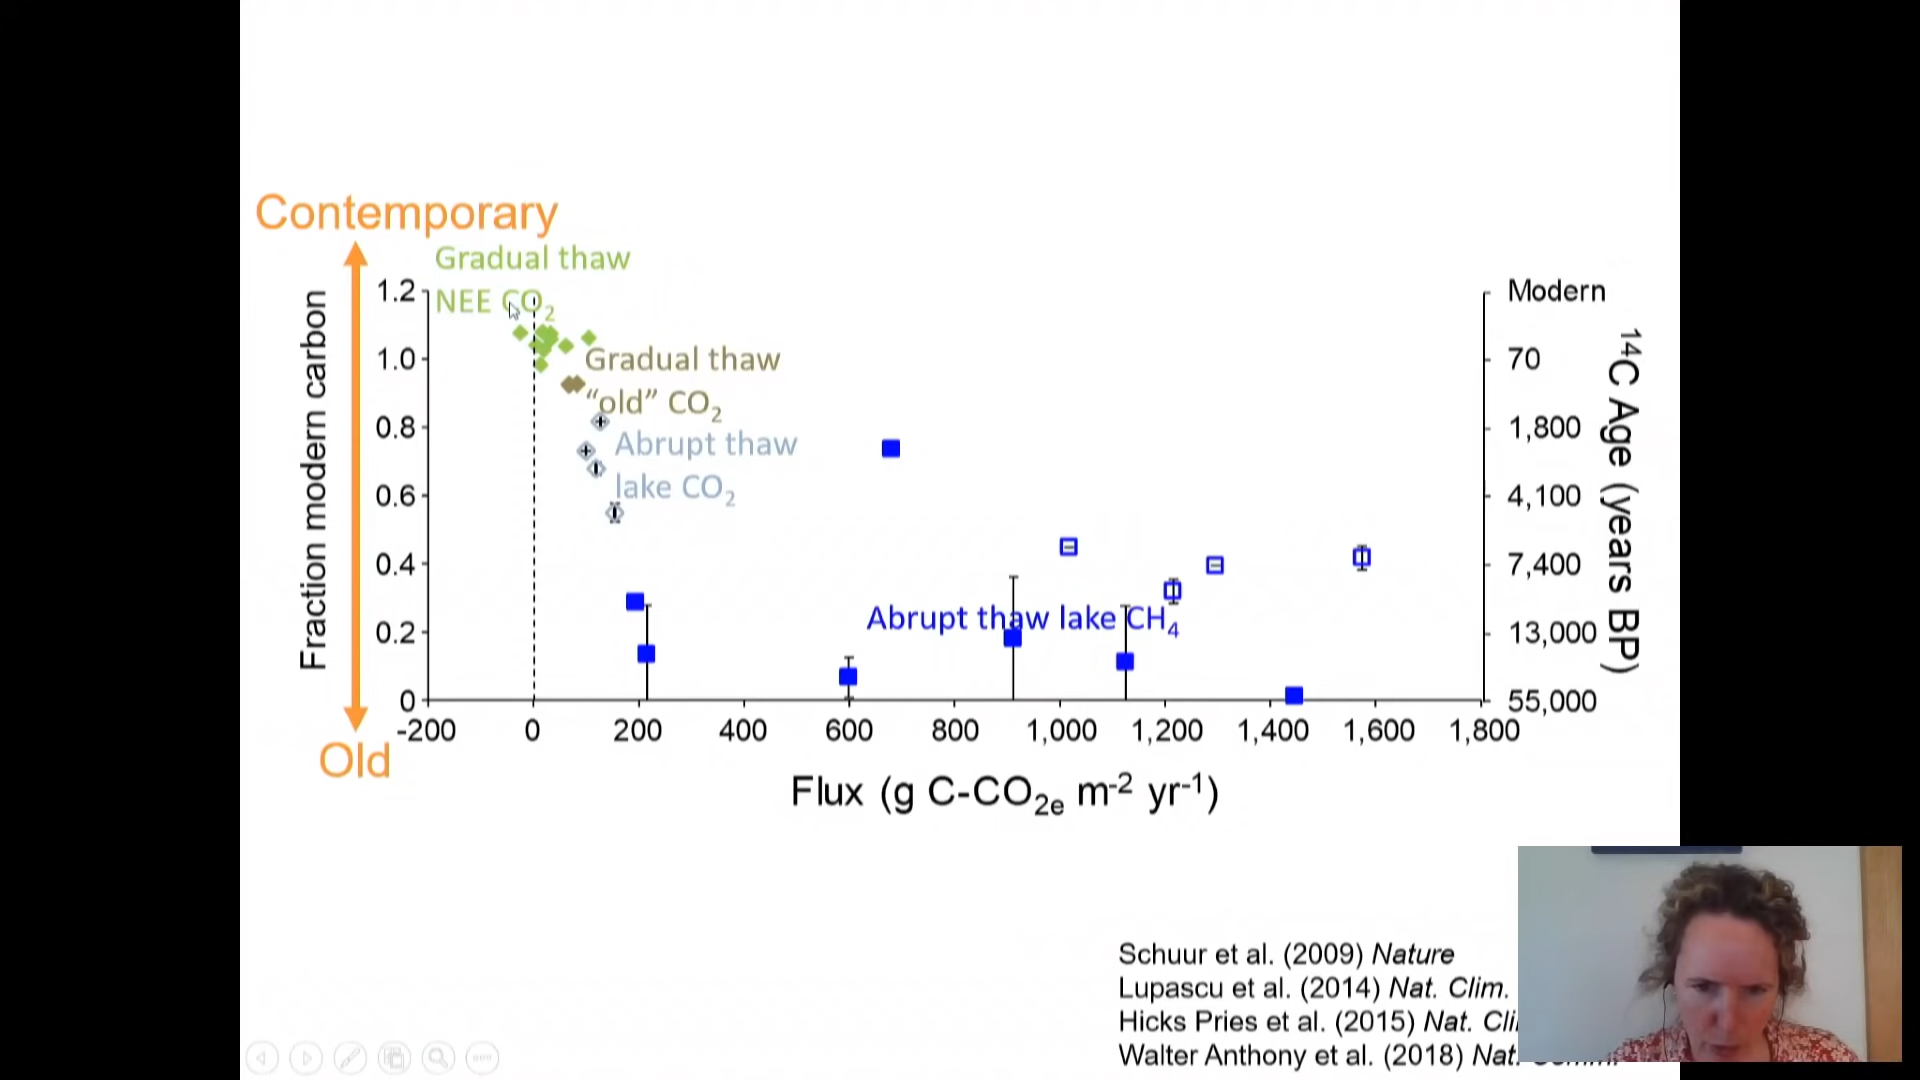 Contemporary
Gradual thaw
NEE CO₂
Gradual thaw
“old” CO₂
Abrupt thaw
lake CO₂
Abrupt thaw lake CH₄
Old
Fraction modern carbon
1.2
1.0
0.8
0.6
0.4
0.2
0
-200 0 200 400 600 800 1,000 1,200 1,400 1,600 1,800
Flux (g C-CO₂ₑ m⁻² yr⁻¹)
Modern
70
1,800
4,100
7,400
13,000
55,000
¹⁴C Age (years BP)
Schuur et al. (2009) Nature
Lupascu et al. (2014) Nat. Clim.
Hicks Pries et al. (2015) Nat.
Walter Anthony et al. (2018) Nat.